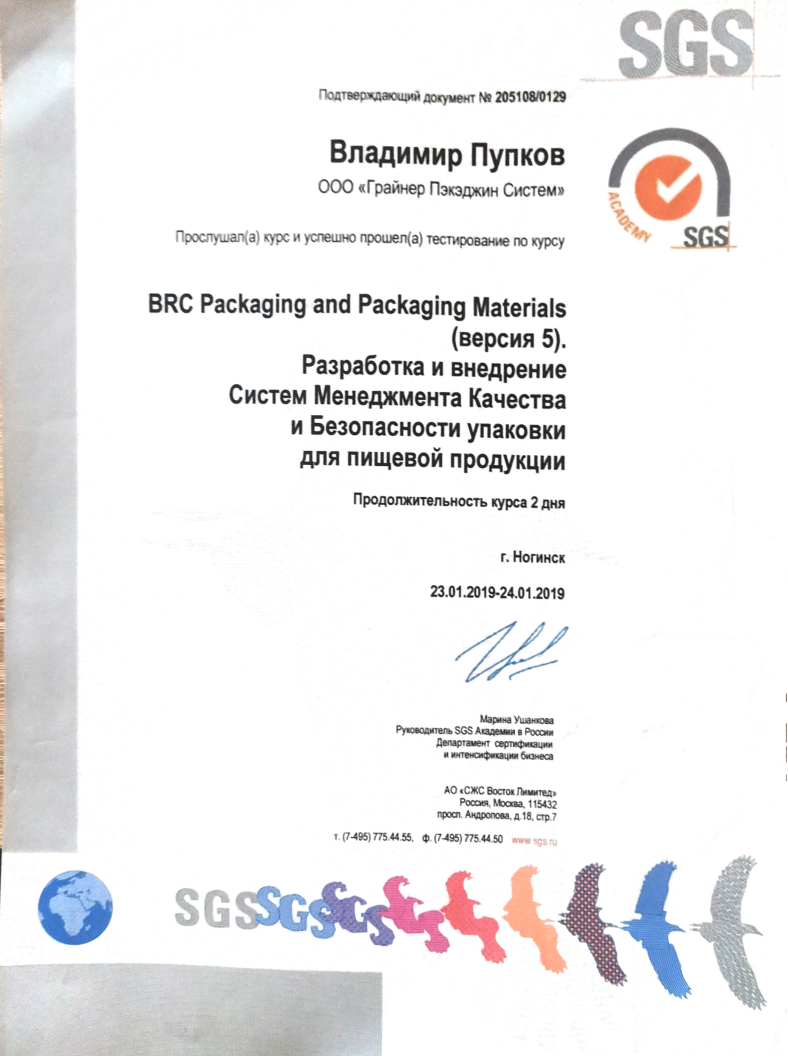 SGS
Подтверждающий документ № 205108/0129
Владимир Пупков
ООО «Грайнер Пэкэджин Систем»
ACADEMY
SGS
Прослушал(а) курс и успешно прошел(а) тестирование по курсу
BRC Packaging and Packaging Materials
(версия 5).
Разработка и внедрение
Систем Менеджмента Качества
и Безопасности упаковки
для пищевой продукции
Продолжительность курса 2 дня
г. Ногинск
23.01.2019-24.01.2019
Марина Ушанкова
Руководитель SGS Академии в России
Департамент сертификации
и интенсификации бизнеса
АО «СЖС Восток Лимитед»
Россия, Москва, 115432
просп. Андропова, д.18, стр.7
т. (7-495) 775.44.55, ф. (7-495) 775.44.50 www.sgs.ru
SGS SGS SGS